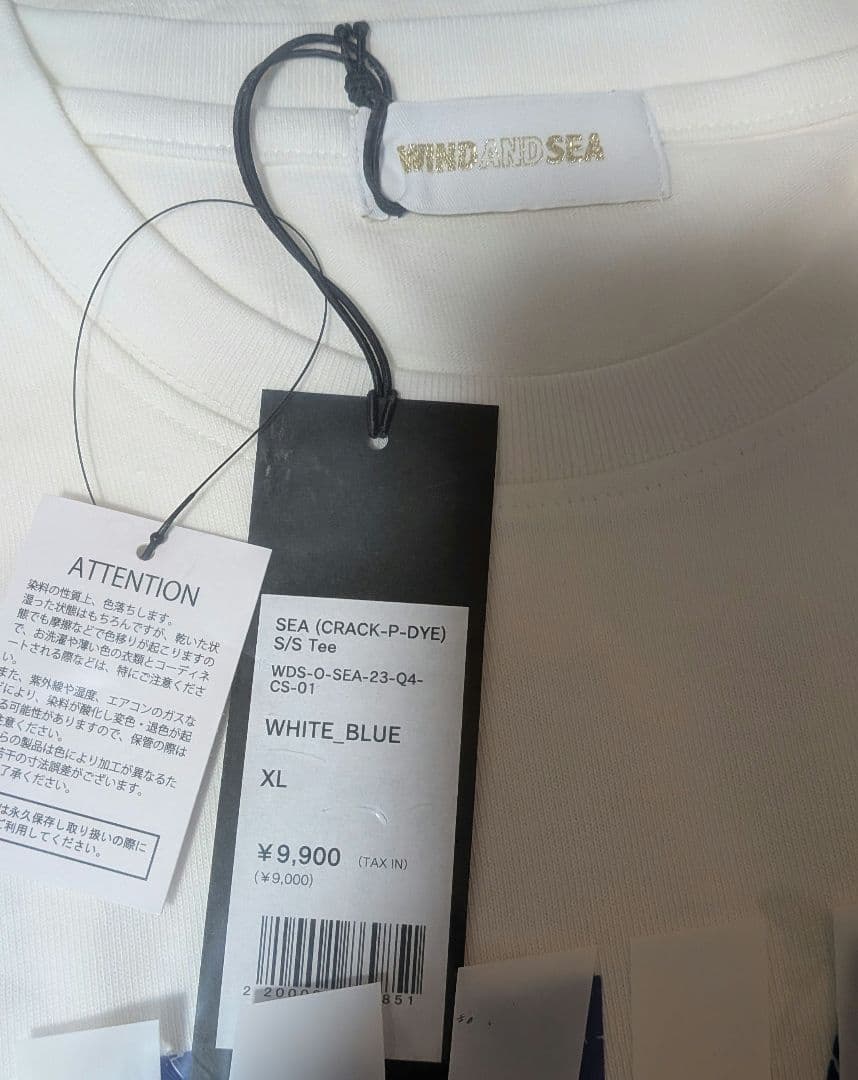 WINDANDSEA
ATTENTION
染料の性質上、色落ちします。
湿った状態はもちろんですが、乾いた状
態でも摩擦などで色移りが起こりますの
で、お洗濯や薄い色の衣類とコーディネ
ートされる際などは、特にご注意くださ
い。
また、紫外線や湿度、エアコンのガスな
により、染料が酸化し変色・退色が起
る可能性がありますので、保管の際は
注意ください。
らの製品は色により加工が異なるた
若干の寸法誤差がございます。
了承ください。
は永久保存し取り扱いの際に
ご利用してください。
SEA (CRACK-P-DYE)
S/S Tee
WDS-O-SEA-23-Q4-
CS-01
WHITE_BLUE
XL
¥9,900 (TAX IN)
(¥9,000)
2 2000 851